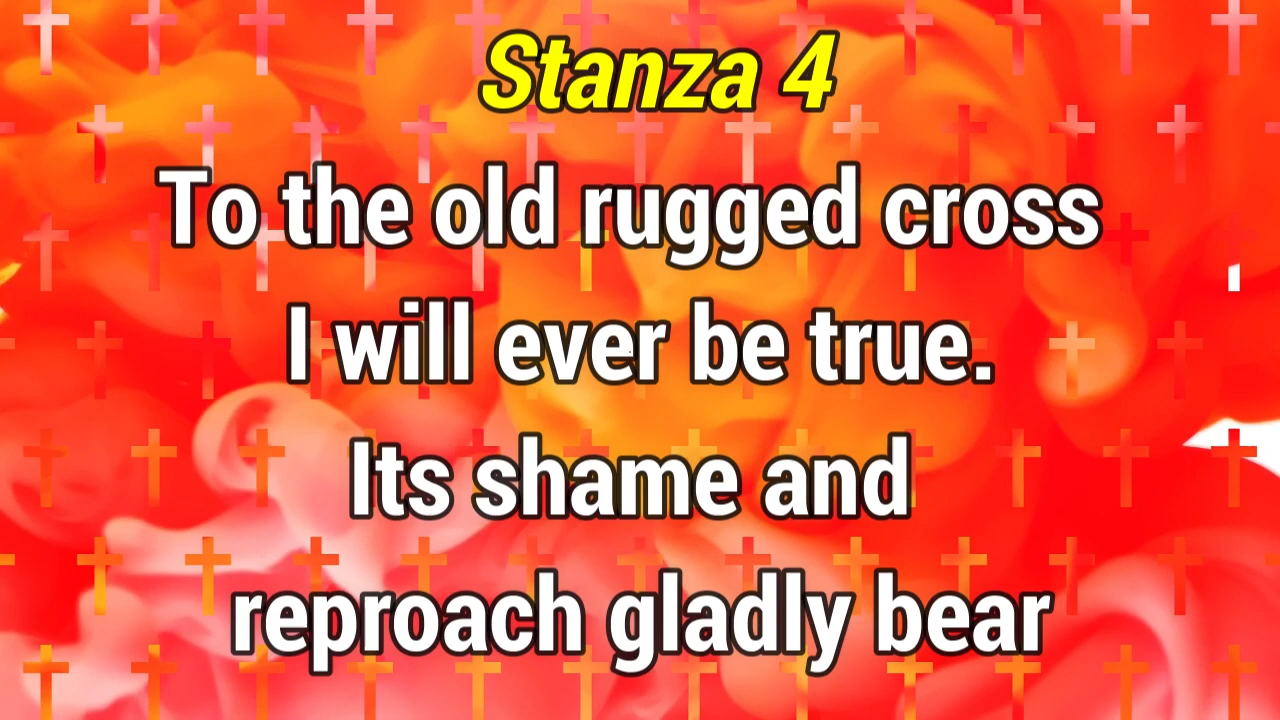 Stanza 4
To the old rugged cross
I will ever be true.
Its shame and
reproach gladly bear